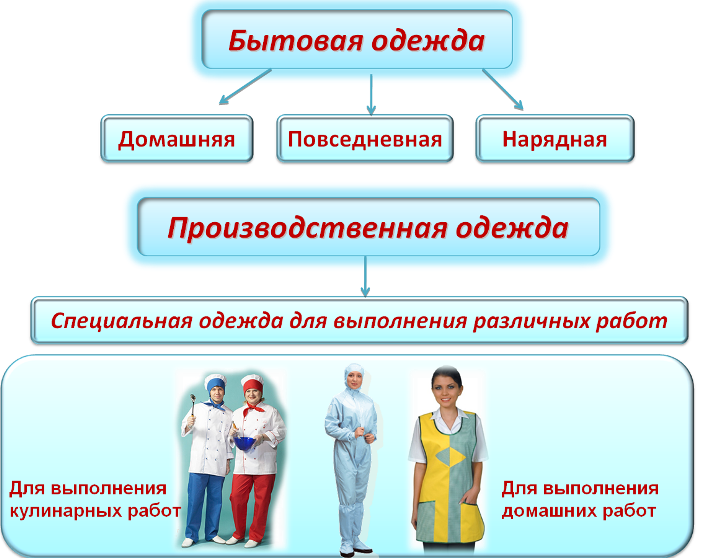 Бытовая одежда
Домашняя
Повседневная
Нарядная
Производственная одежда
Специальная одежда для выполнения различных работ
Для выполнения
кулинарных работ
Для выполнения
домашних работ